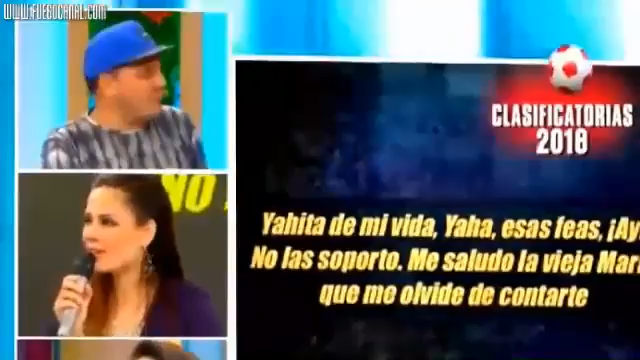 WWW.FUEGOCANAL.COM
NO
CLASIFICATORIAS
2018
Yahita de mi vida, Yaha, esas feas, ¡Ay,
No las soporto. Me saludo la vieja Mari
que me olvide de contarte